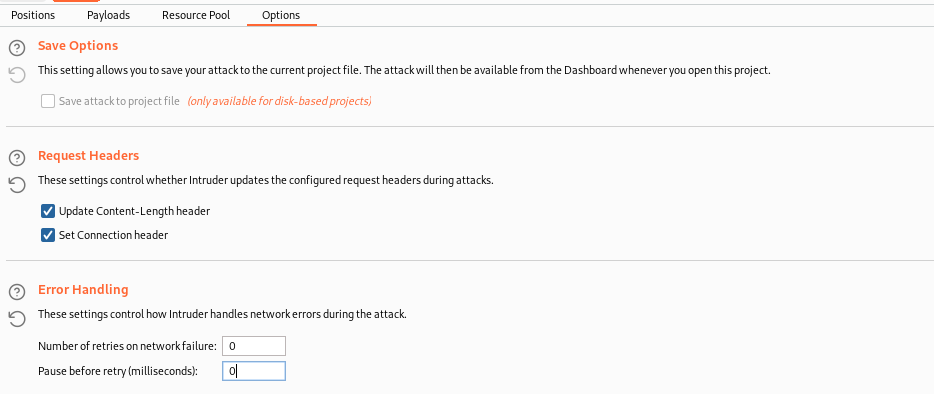 Positions Payloads Resource Pool Options
Save Options
This setting allows you to save your attack to the current project file. The attack will then be available from the Dashboard whenever you open this project.
Save attack to project file (only available for disk-based projects)
Request Headers
These settings control whether Intruder updates the configured request headers during attacks.
Update Content-Length header
Set Connection header
Error Handling
These settings control how Intruder handles network errors during the attack.
Number of retries on network failure: 0
Pause before retry (milliseconds): 0